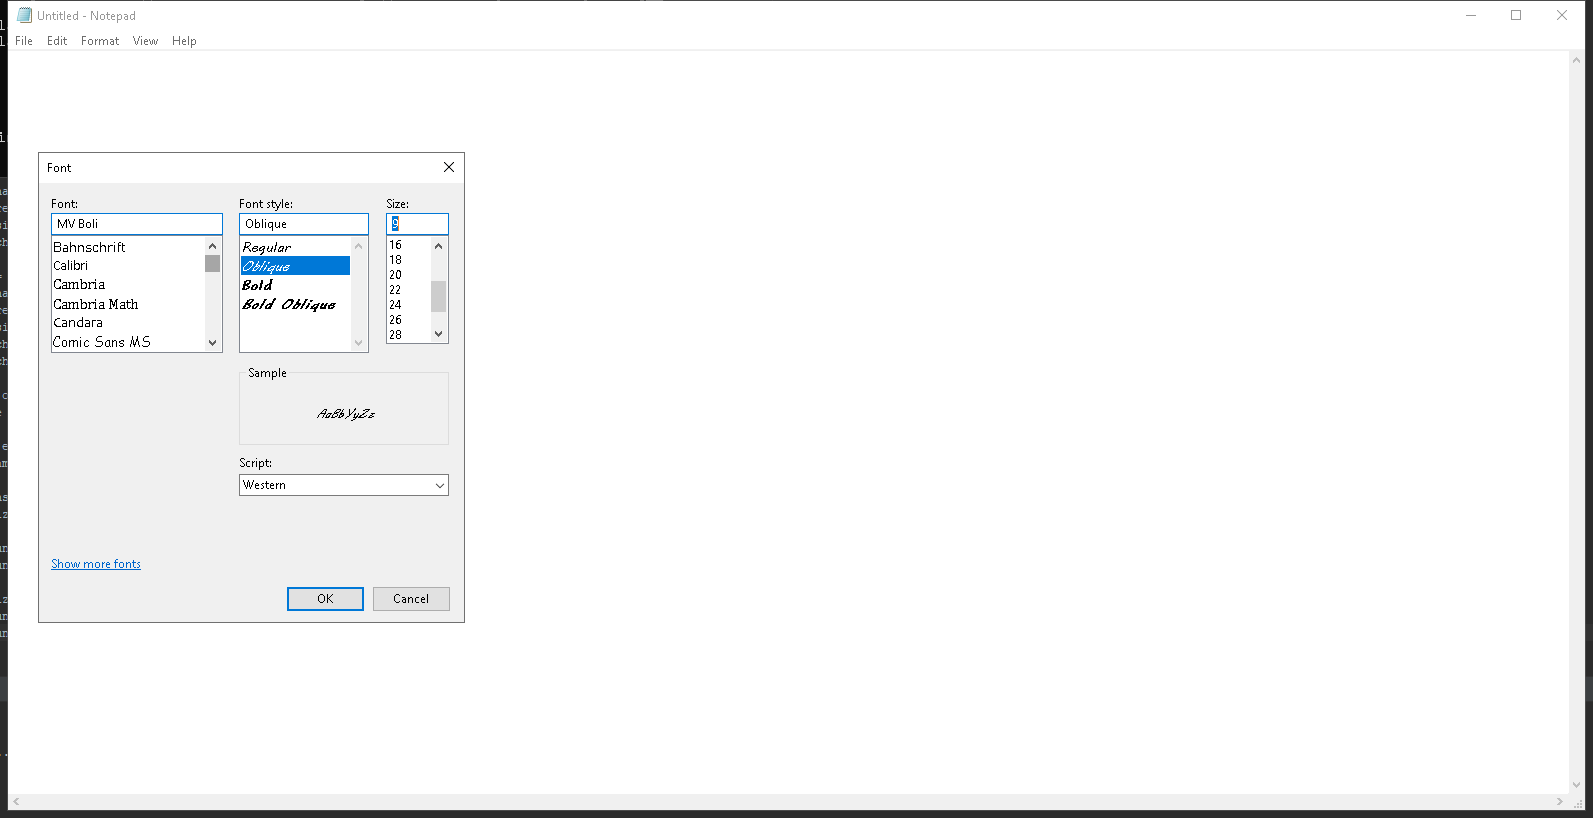 Untitled - Notepad
File Edit Format View Help
Font
Font: Font style: Size:
MV Boli Oblique 9
Bahnschrift
Calibri
Cambria
Cambria Math
Candara
Comic Sans MS
Regular
Oblique
Bold
Bold Oblique
16
18
20
22
24
26
28
Sample
AaBbYyZz
Script:
Western
Show more fonts
OK Cancel